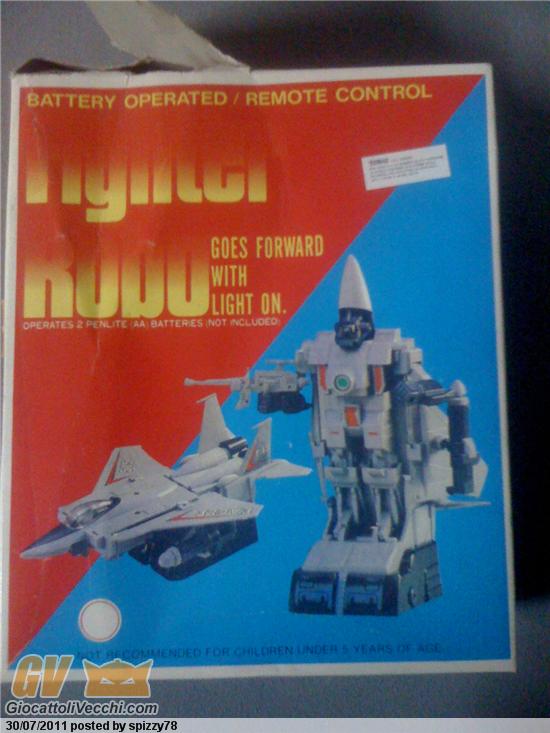 BATTERY OPERATED / REMOTE CONTROL
Fighter
Robo
GOES FORWARD
WITH
LIGHT ON.
OPERATES 2 PENLITE (AA) BATTERIES (NOT INCLUDED)
NOT RECOMMENDED FOR CHILDREN UNDER 5 YEARS OF AGE
GV
GiocattoliVecchi.com
30/07/2011 posted by spizzy78